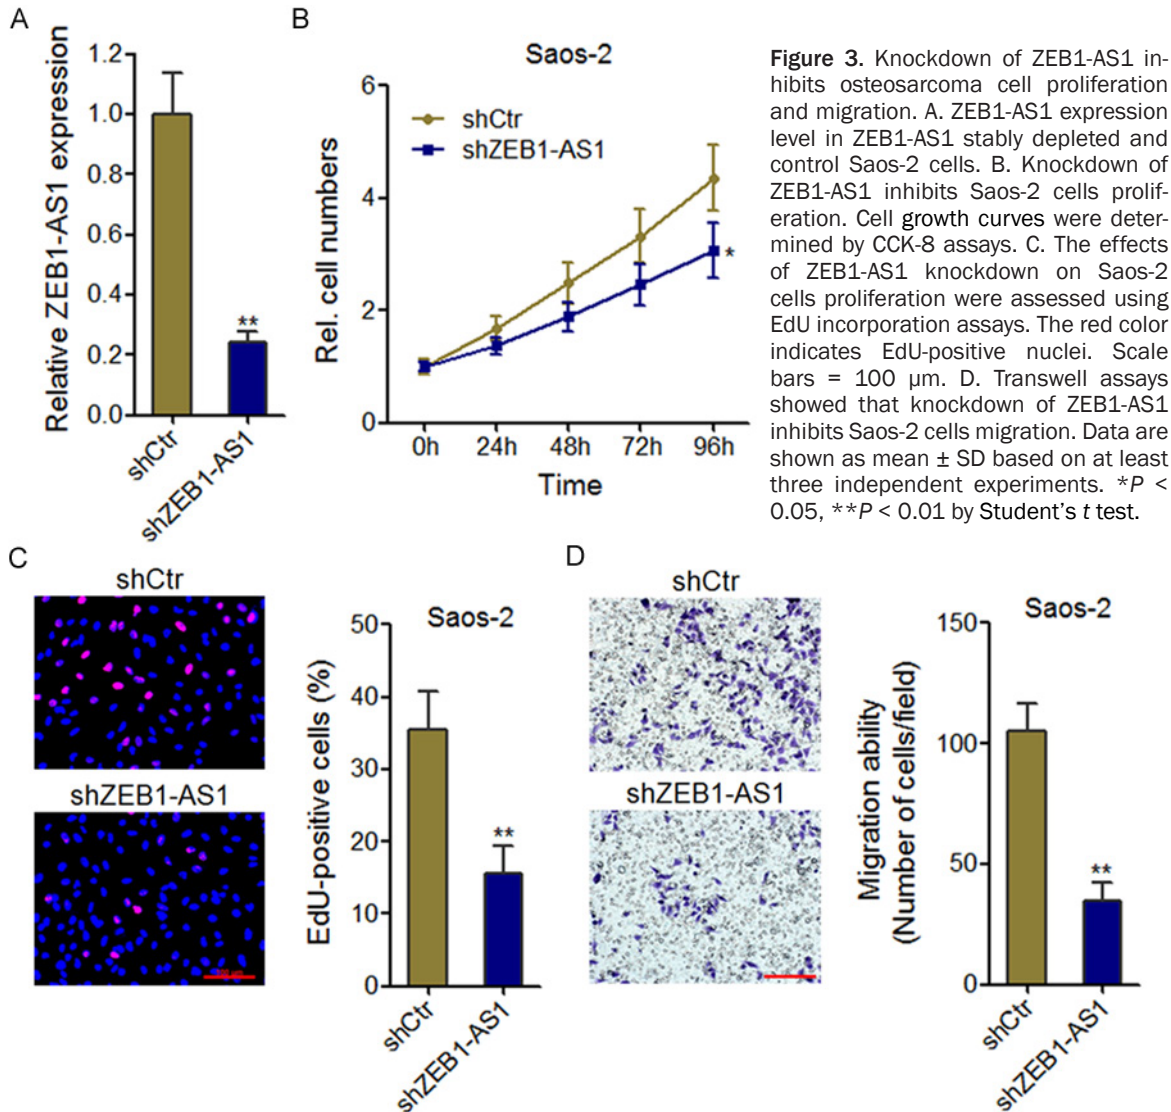 A
Relative ZEB1-AS1 expression
1.2
1.0
0.8
0.6
0.4
0.2
0.0
**
shCtr
shZEB1-AS1
B
Saos-2
Rel. cell numbers
6
4
2
0
shCtr
shZEB1-AS1
*
0h 24h 48h 72h 96h
Time
Figure 3. Knockdown of ZEB1-AS1 in-
hibits osteosarcoma cell proliferation
and migration. A. ZEB1-AS1 expression
level in ZEB1-AS1 stably depleted and
control Saos-2 cells. B. Knockdown of
ZEB1-AS1 inhibits Saos-2 cells prolif-
eration. Cell growth curves were deter-
mined by CCK-8 assays. C. The effects
of ZEB1-AS1 knockdown on Saos-2
cells proliferation were assessed using
EdU incorporation assays. The red color
indicates EdU-positive nuclei. Scale
bars = 100 μm. D. Transwell assays
showed that knockdown of ZEB1-AS1
inhibits Saos-2 cells migration. Data are
shown as mean ± SD based on at least
three independent experiments. *P <
0.05, **P < 0.01 by Student's t test.
C
shCtr
shZEB1-AS1
Saos-2
EdU-positive cells (%)
50
40
30
20
10
0
**
shCtr
shZEB1-AS1
D
shCtr
shZEB1-AS1
Saos-2
Migration ability
(Number of cells/field)
150
100
50
0
**
shCtr
shZEB1-AS1